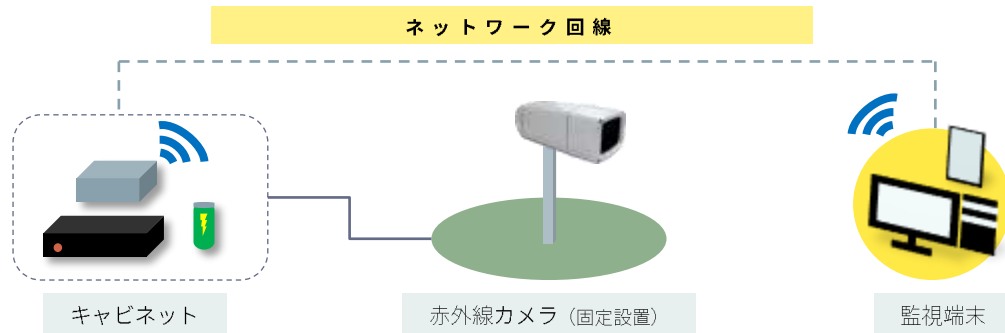 ネットワーク回線
キャビネット
赤外線カメラ（固定設置）
監視端末